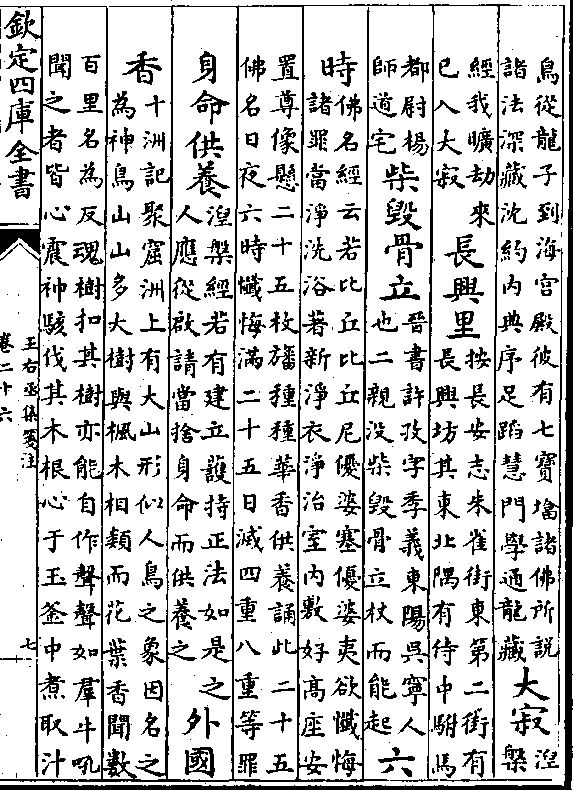 鳥從龍子到海宮殿彼有七寶㙮諸佛所說
諸法深藏沈約內典序足蹈慧門學通龍藏
大寂
涅
槃
經我曠劫來
已入大寂
長興里
按長安志朱雀街東第二街有
長興坊其東北隅有侍中駙馬
都尉楊
師道宅
柴毁骨立
晉書許孜字季義東陽吳寧人
也二親沒柴毁骨立杖而能起
六
時
佛名經云若比丘比丘尼優婆塞優婆夷欲懺悔
諸罪當淨洗浴著新淨衣淨治室內敷好高座安
置尊像懸二十五枚旛種種華香供養誦此二十五
佛名日夜六時懺悔滿二十五日滅四重八重等罪
身命供養
涅槃經若有建立護持正法如是之
人應從啟請當捨身命而供養之
外國
香
十洲記聚窟洲上有大山形似人鳥之象因名之
為神鳥山山多大樹與楓木相類而花葉香聞數
百里名為反魂樹扣其樹亦能自作聲聲如羣牛吼
聞之者皆心震神駭伐其木根心于玉釜中煮取汁
欽定四庫全書
王右丞集箋注
卷二十六
七